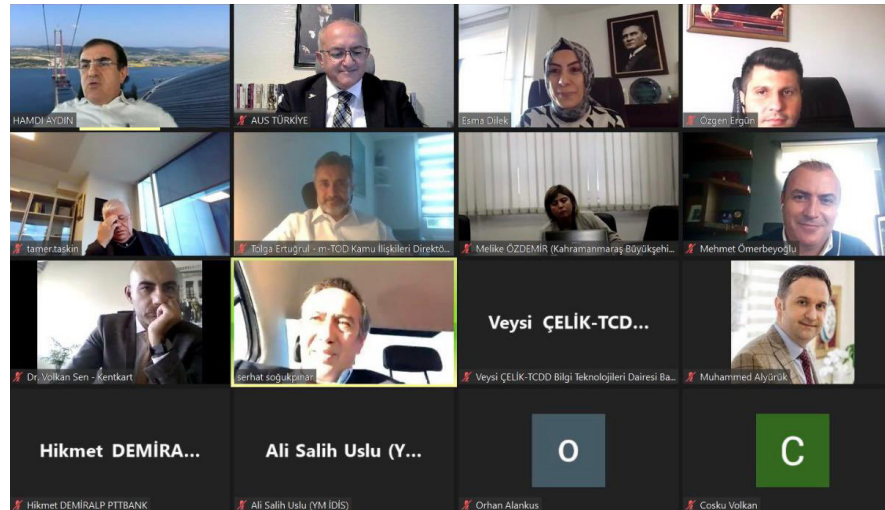 HAMDI AYDIN
AUS TÜRKİYE
Esma Dilek
Özgen Ergün
tamer.taskin
Tolga Ertuğrul - m-TOD Kamu İlişkileri Direktö...
Melike ÖZDEMİR (Kahramanmaraş Büyükşehi...
Mehmet Ömerbeyoğlu
Dr. Volkan Sen - Kentkart
serhat soğukpınar
Veysi ÇELİK-TCD...
Veysi ÇELİK-TCDD Bilgi Teknolojileri Dairesi Ba...
Muhammed Alyürük
Hikmet DEMİRA...
Hikmet DEMİRALP PTTBANK
Ali Salih Uslu (Y...
Ali Salih Uslu (YM İDİS)
O
Orhan Alankus
C
Cosku Volkan